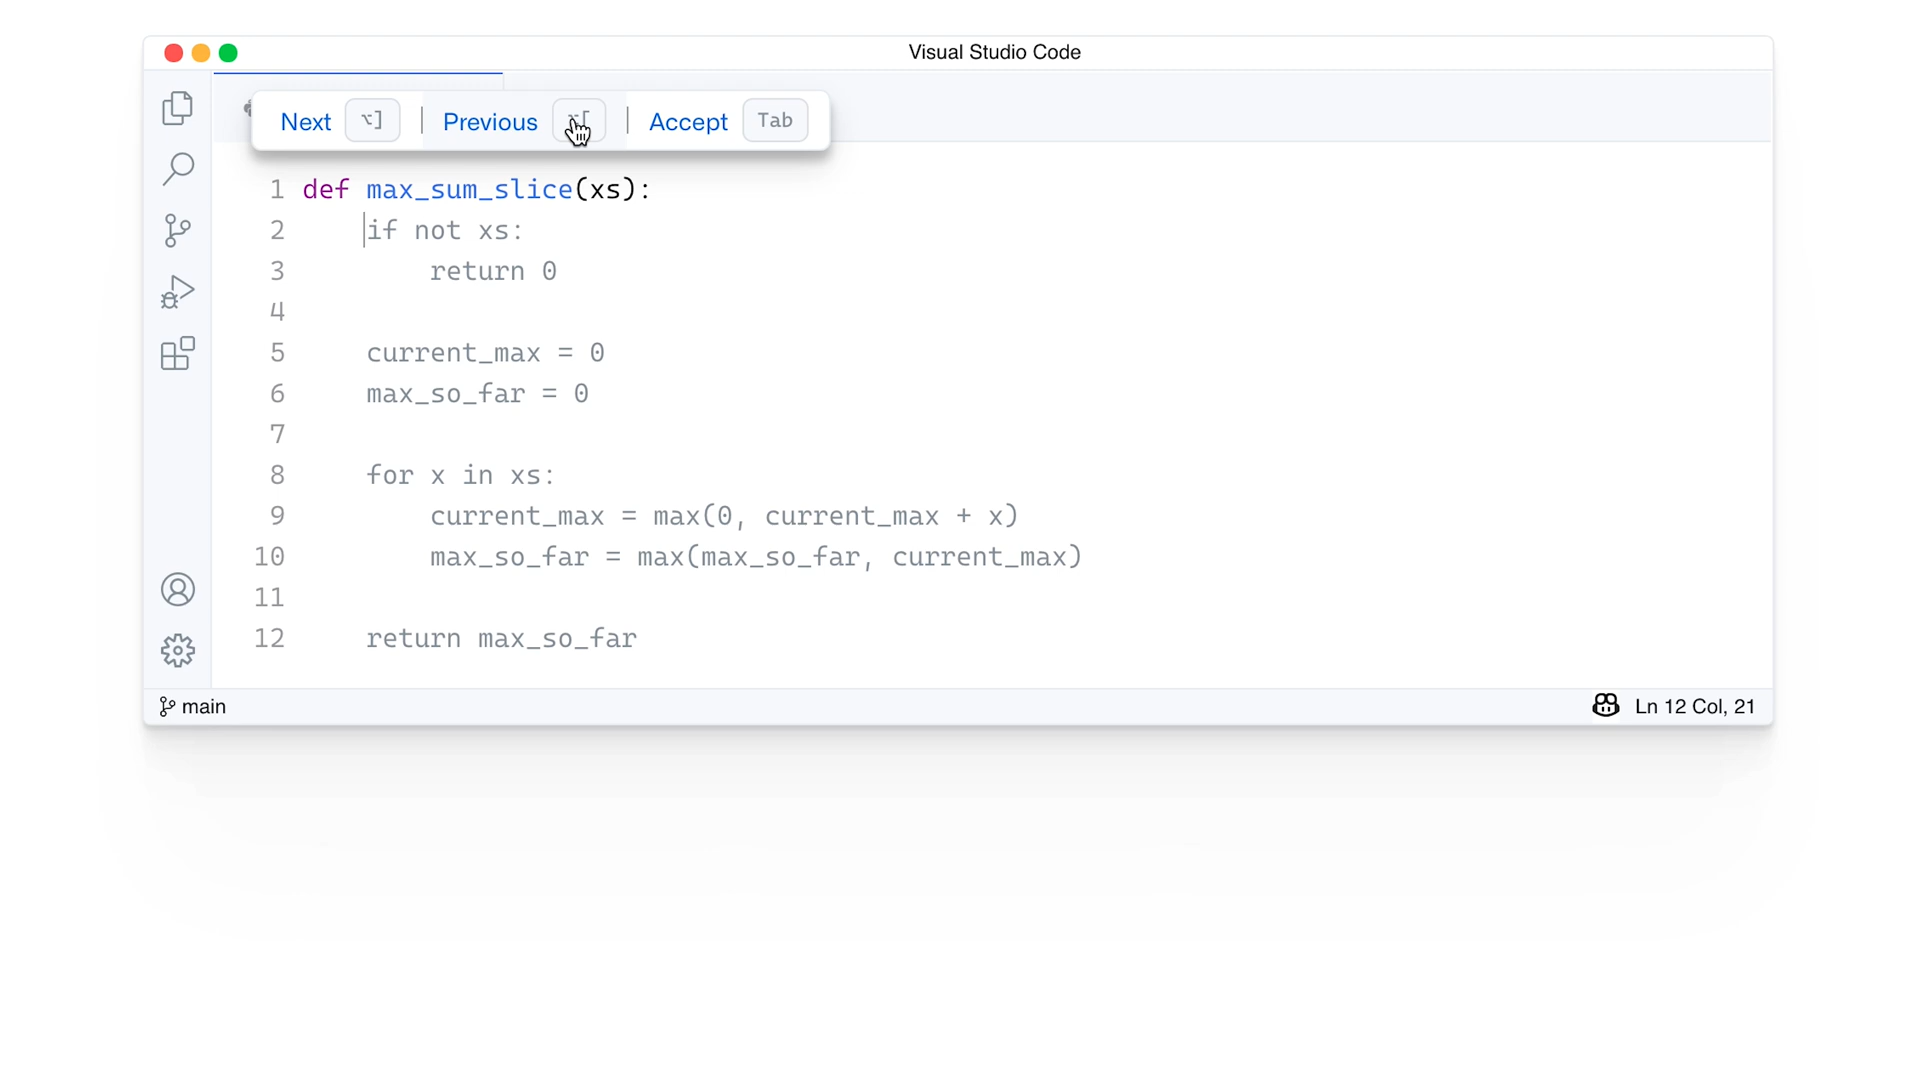 Visual Studio Code
Next ⌥] | Previous ⌥[ | Accept Tab
1 def max_sum_slice(xs):
2 if not xs:
3 return 0
4
5 current_max = 0
6 max_so_far = 0
7
8 for x in xs:
9 current_max = max(0, current_max + x)
10 max_so_far = max(max_so_far, current_max)
11
12 return max_so_far
main
Ln 12 Col, 21